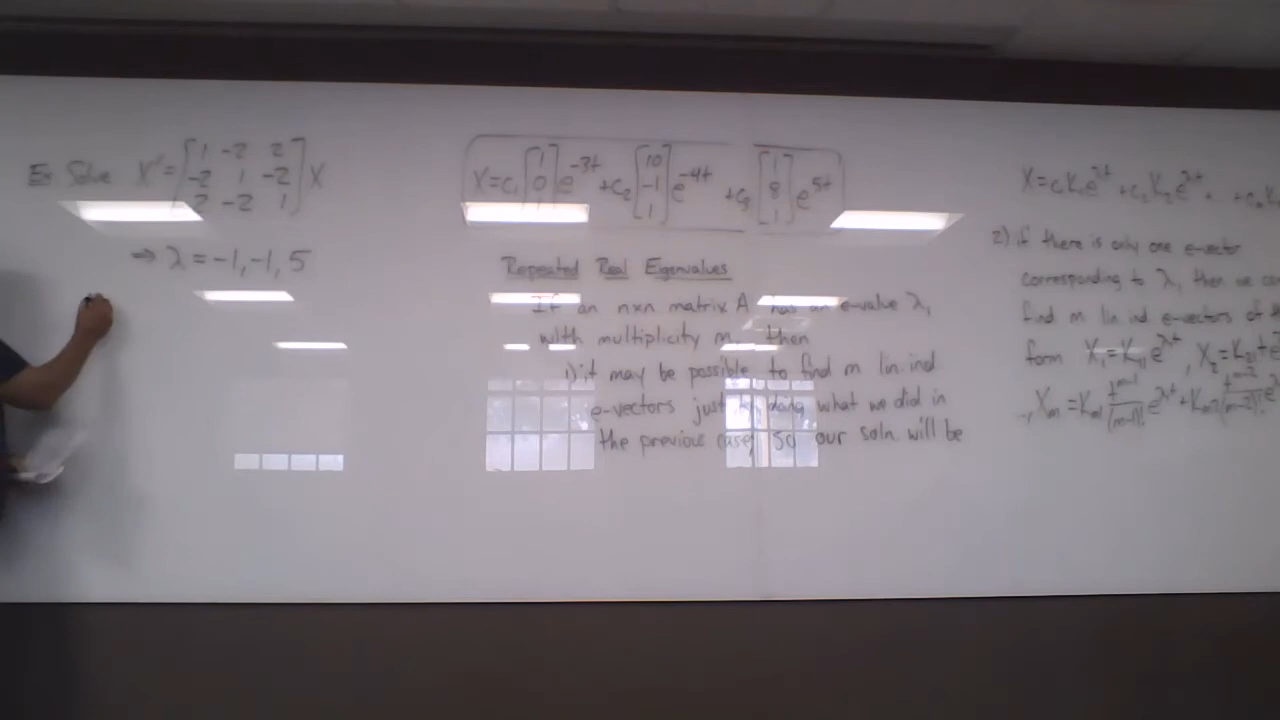 Ex Solve X' = [1 -2 2; -2 1 -2; 2 -2 1] X
⇒ λ = -1, -1, 5
X = c₁ [1; 0; 1] e^{-3t} + c₂ [10; -1; 1] e^{-4t} + c₃ [1; 8; 1] e^{5t}
Repeated Real Eigenvalues
If an nxn matrix A has an e-value λ₁
with multiplicity m, then
1) it may be possible to find m lin. ind.
e-vectors just by doing what we did in
the previous case, so our soln. will be
X = c₁K₁e^{λt} + c₂K₂e^{λt}
2) if there is only one e-vector
corresponding to λ₁ then we
find m lin ind e-vectors of
form X₁ = K₁₁e^{λt}, X₂ = K₂₁t
.., Xₘ = Kₘ₁ t^{m-1}/(m-1)! e^{λt} + Kₘ₂ t^{m-2}/(m-2)!